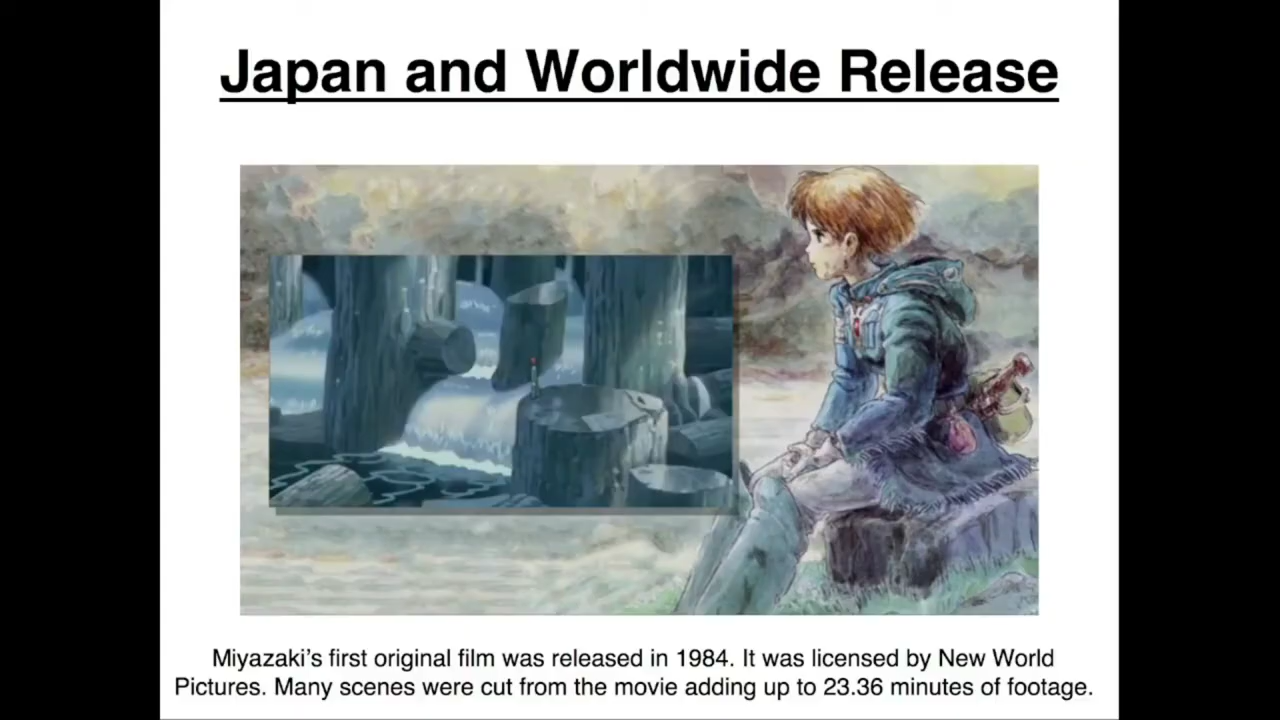 Japan and Worldwide Release
Miyazaki's first original film was released in 1984. It was licensed by New World
Pictures. Many scenes were cut from the movie adding up to 23.36 minutes of footage.